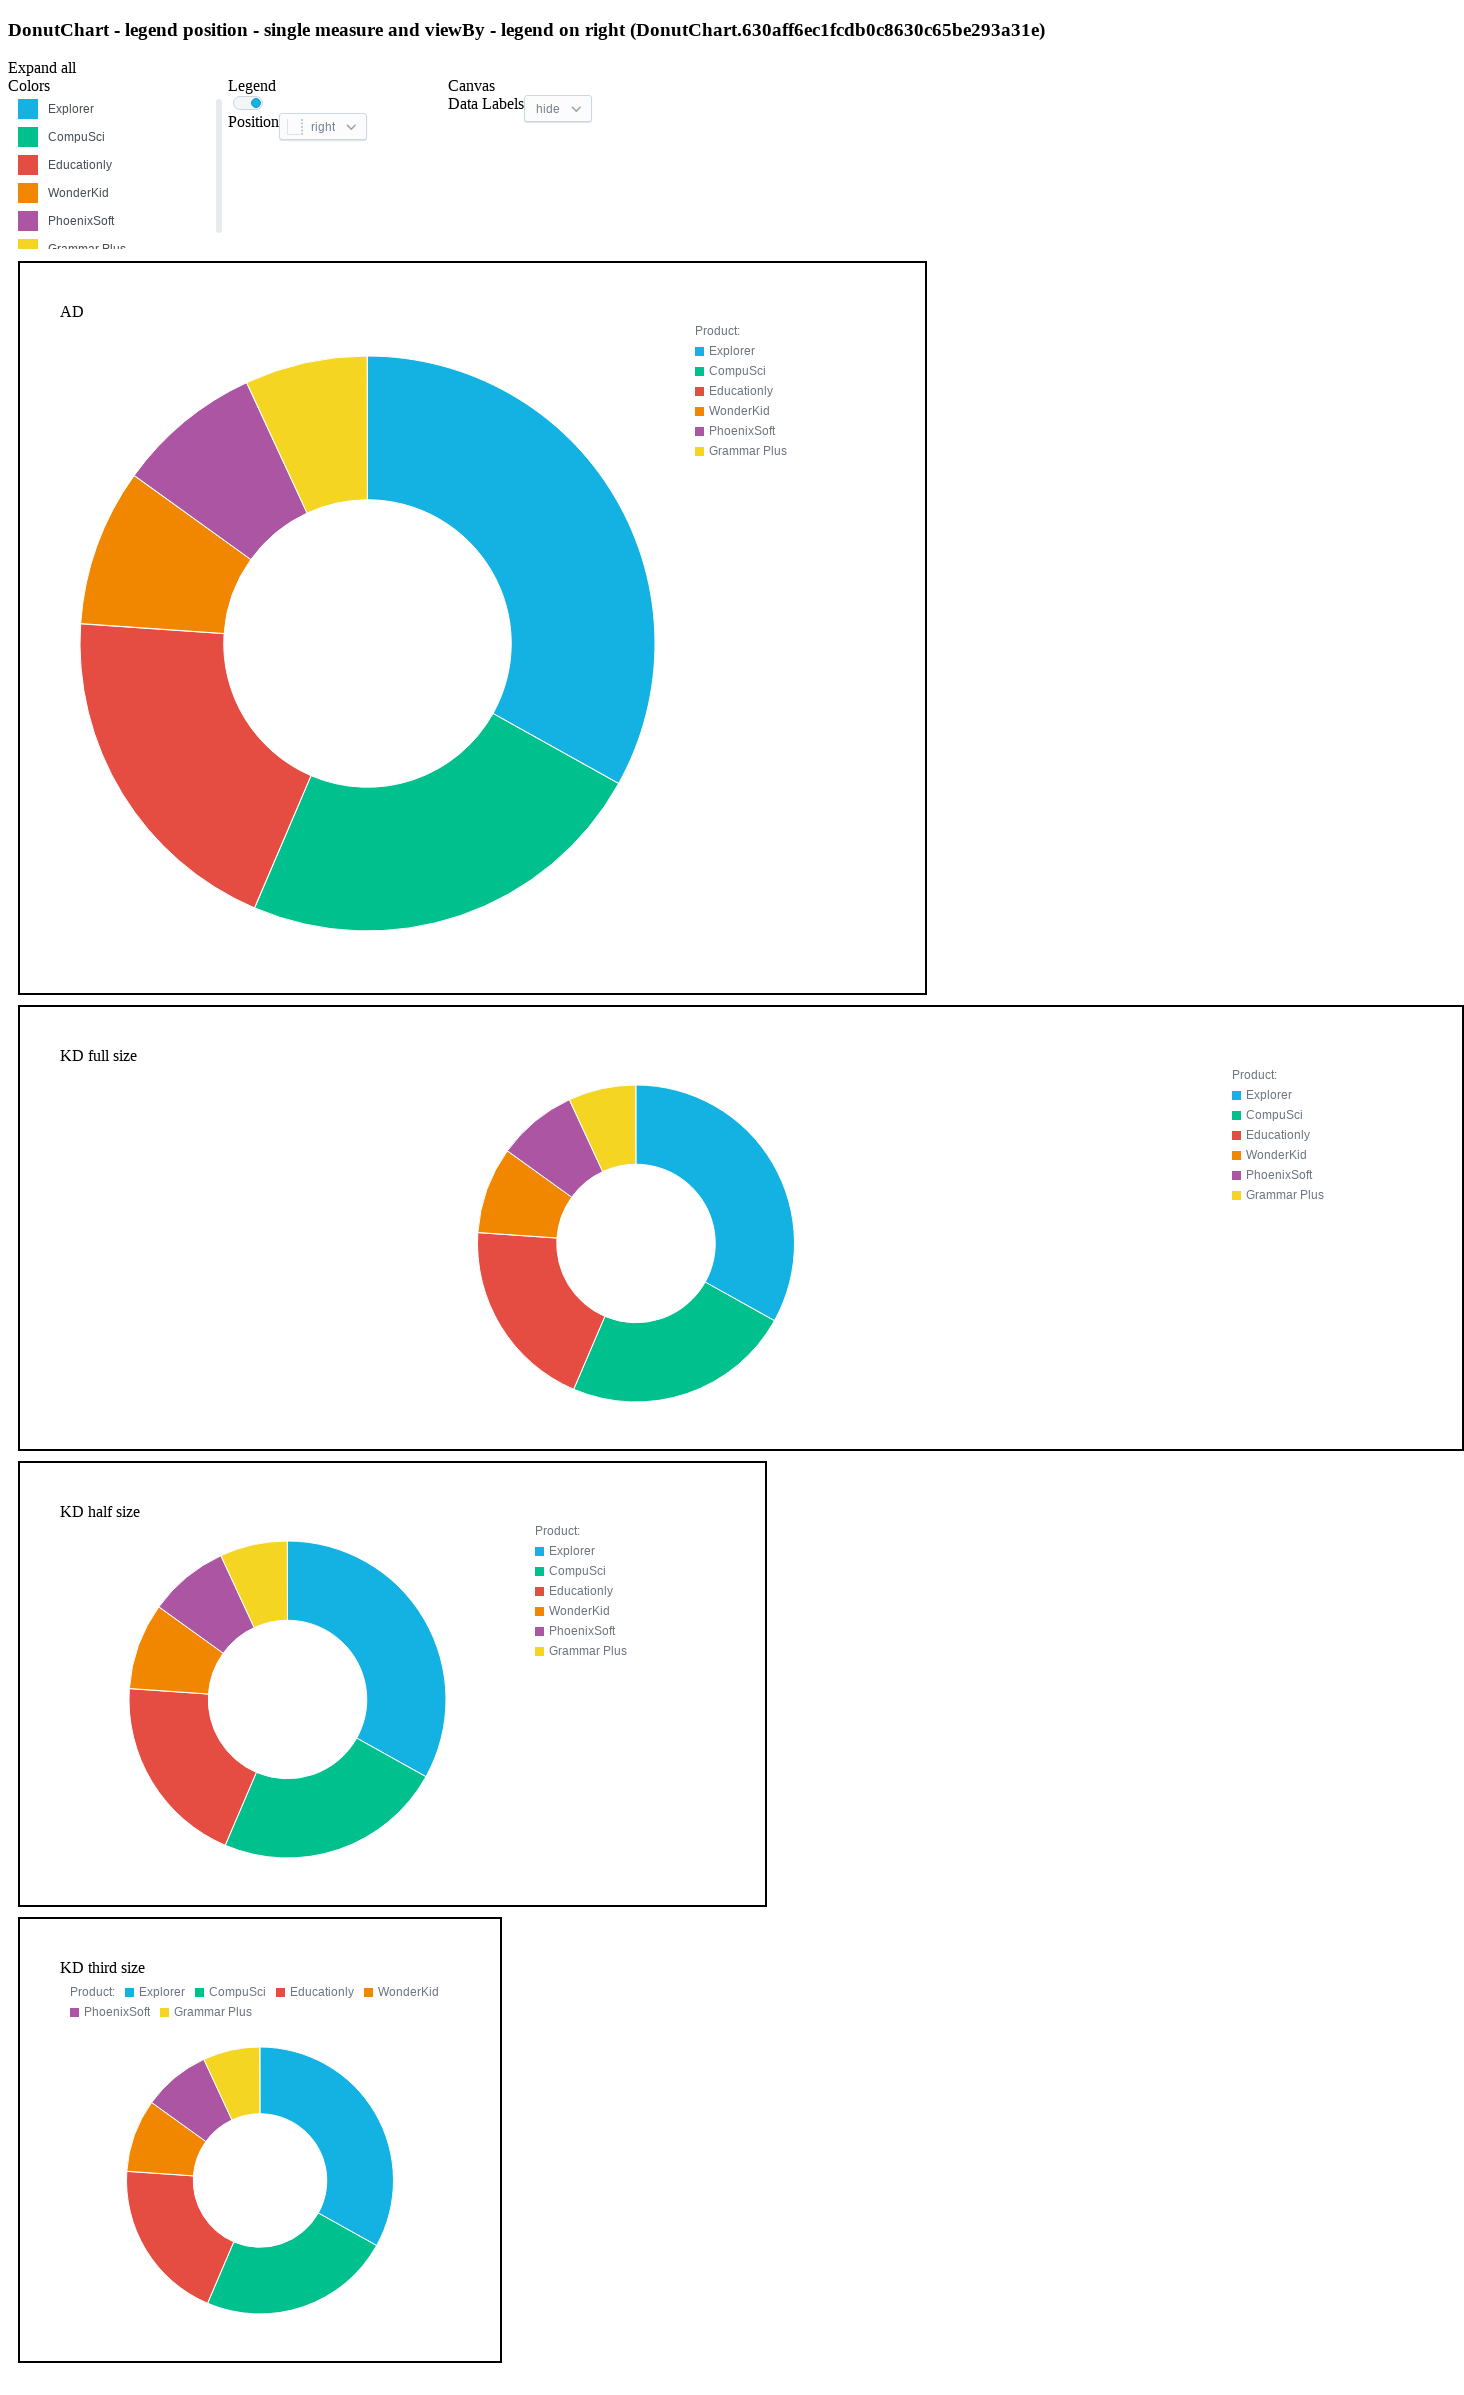 DonutChart - legend position - single measure and viewBy - legend on right (DonutChart.630aff6ec1fcdb0c8630c65be293a31e)
Expand all
Colors
Explorer
CompuSci
Educationly
WonderKid
PhoenixSoft
Grammar Plus
Legend
Position right
Canvas
Data Labels hide
AD
Product:
Explorer
CompuSci
Educationly
WonderKid
PhoenixSoft
Grammar Plus
KD full size
Product:
Explorer
CompuSci
Educationly
WonderKid
PhoenixSoft
Grammar Plus
KD half size
Product:
Explorer
CompuSci
Educationly
WonderKid
PhoenixSoft
Grammar Plus
KD third size
Product: Explorer CompuSci Educationly WonderKid
PhoenixSoft Grammar Plus